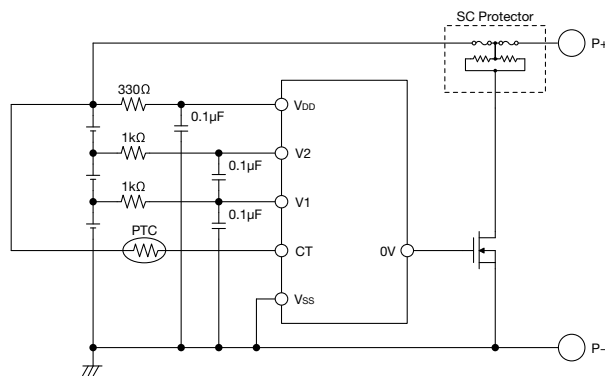 SC Protector
P+
330Ω
VDD
0.1µF
1kΩ
V2
0.1µF
1kΩ
V1
0.1µF
PTC
CT
0V
VSS
P−